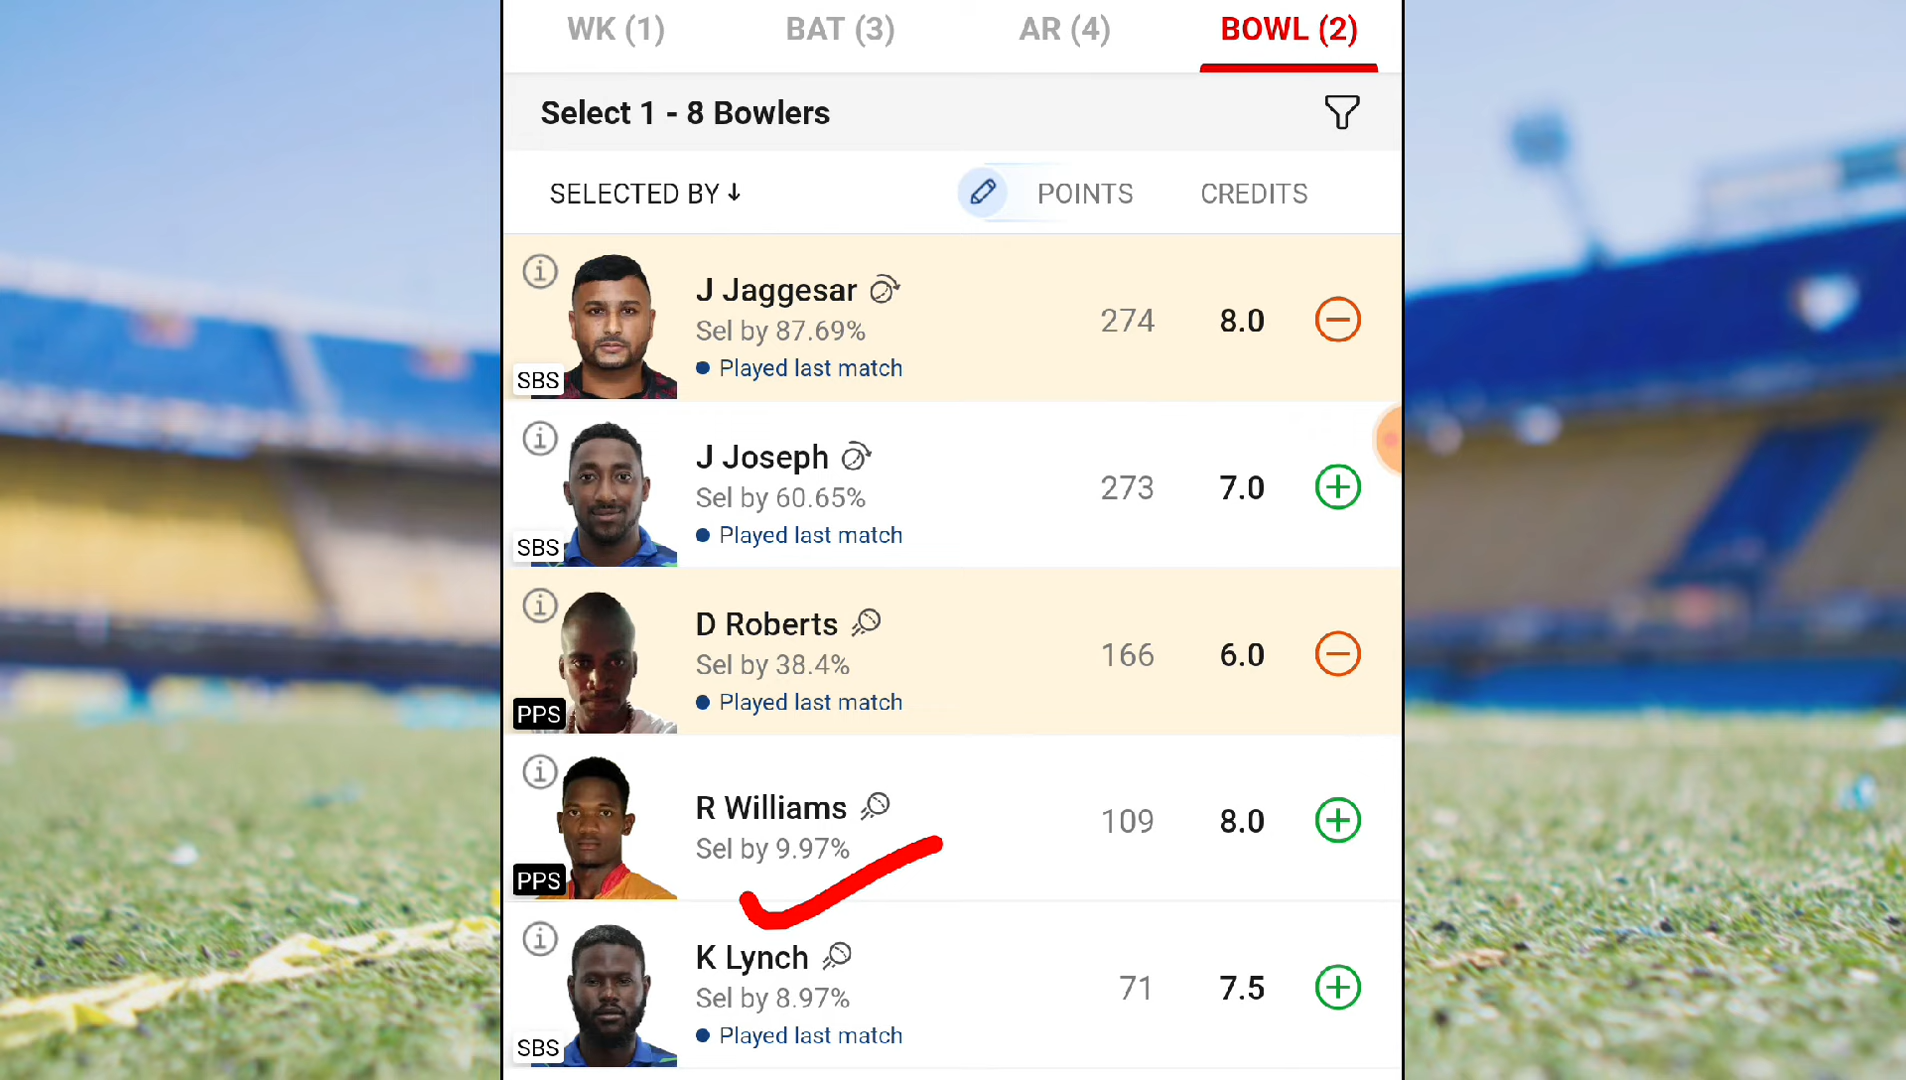 WK (1) BAT (3) AR (4) BOWL (2)
Select 1 - 8 Bowlers
SELECTED BY ↓ POINTS CREDITS
J Jaggesar
Sel by 87.69% 274 8.0
Played last match
SBS
J Joseph
Sel by 60.65% 273 7.0
Played last match
SBS
D Roberts
Sel by 38.4% 166 6.0
Played last match
PPS
R Williams
Sel by 9.97% 109 8.0
PPS
K Lynch
Sel by 8.97% 71 7.5
Played last match
SBS